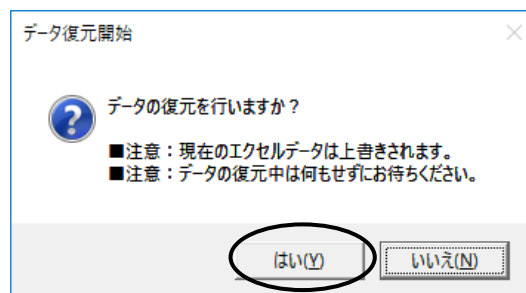 データ復元開始
データの復元を行いますか？
■注意：現在のエクセルデータは上書きされます。
■注意：データの復元中は何もせずにお待ちください。
はい(Y)
いいえ(N)